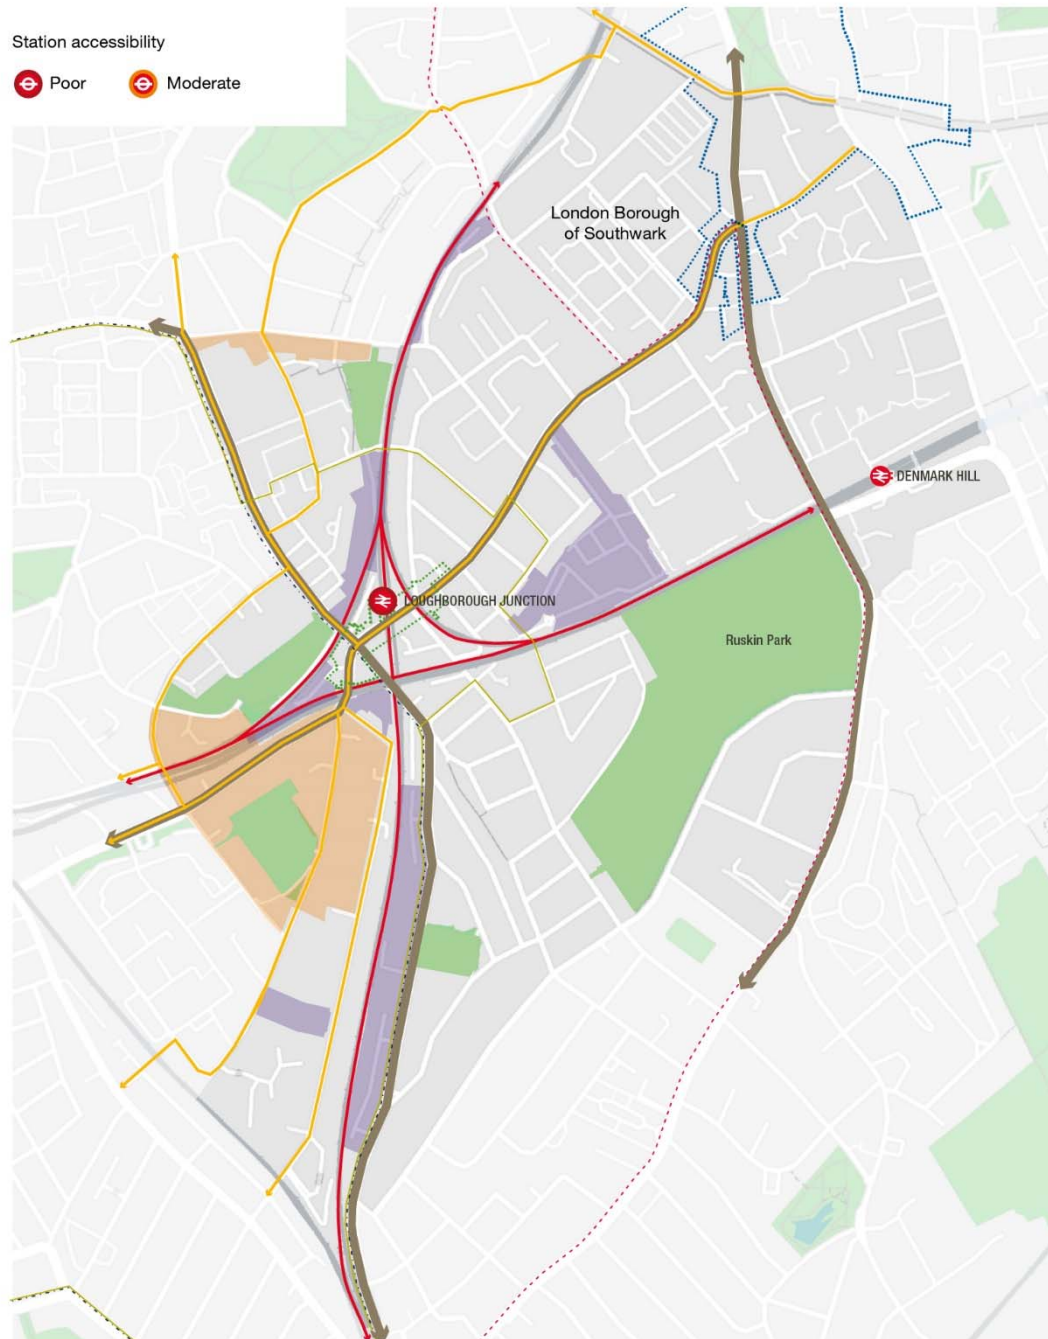 Station accessibility
Poor
Moderate
London Borough
of Southwark
DENMARK HILL
LOUGHBOROUGH JUNCTION
Ruskin Park